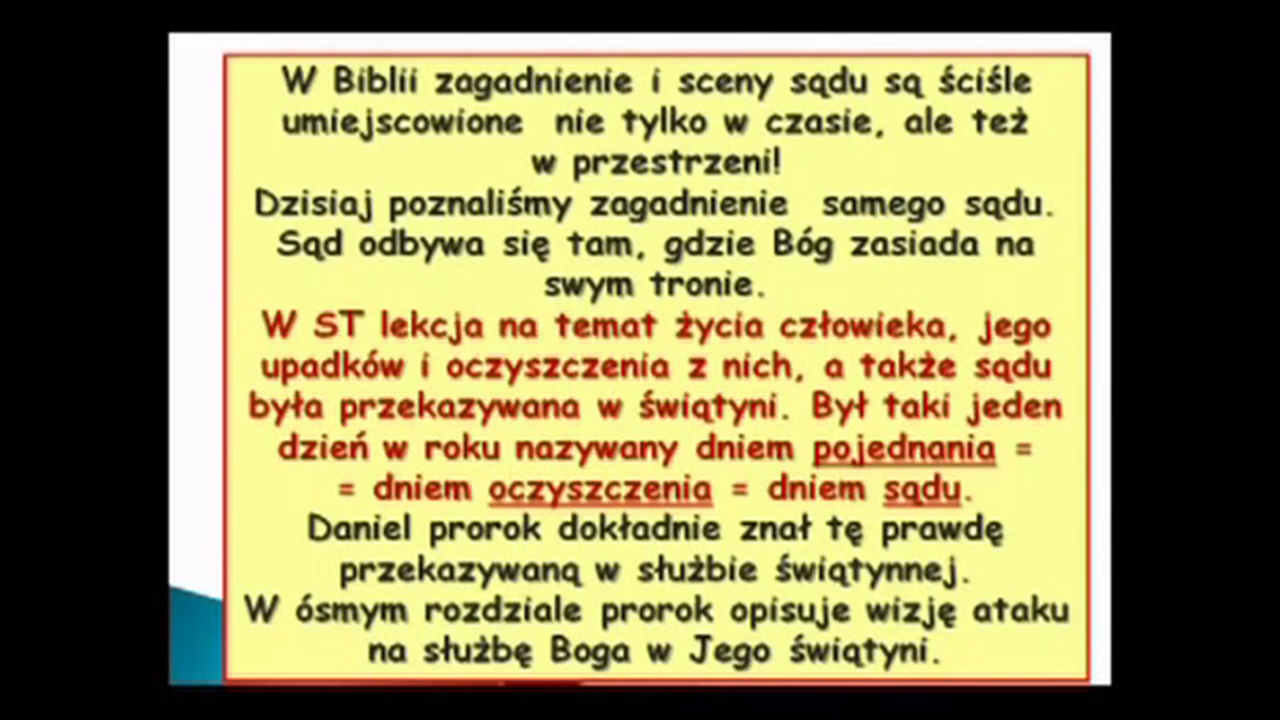 W Biblii zagadnienie i sceny sądu są ściśle
umiejscowione nie tylko w czasie, ale też
w przestrzeni!
Dzisiaj poznaliśmy zagadnienie samego sądu.
Sąd odbywa się tam, gdzie Bóg zasiada na
swym tronie.
W ST lekcja na temat życia człowieka, jego
upadków i oczyszczenia z nich, a także sądu
była przekazywana w świątyni. Był taki jeden
dzień w roku nazywany dniem pojednania =
= dniem oczyszczenia = dniem sądu.
Daniel prorok dokładnie znał tę prawdę
przekazywaną w służbie świątynnej.
W ósmym rozdziale prorok opisuje wizję ataku
na służbę Boga w Jego świątyni.